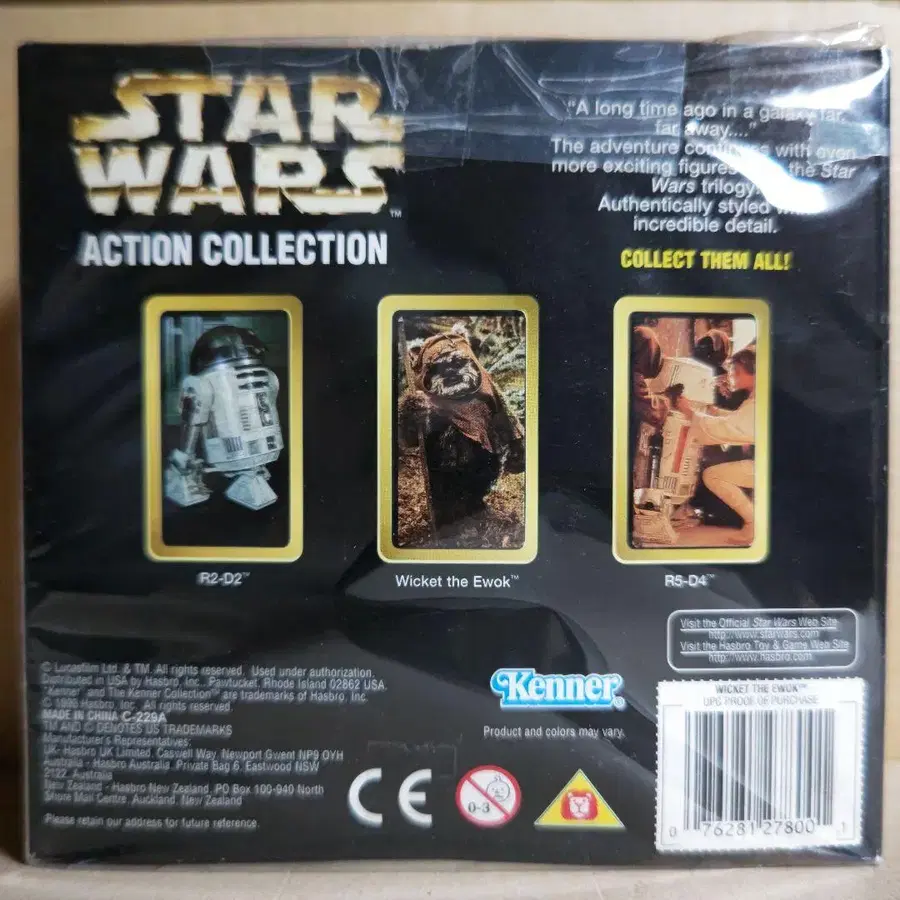 STAR
WARS™
ACTION COLLECTION
"A long time ago in a galaxy far,
far away...."
The adventure continues with even
more exciting figures the Star
Wars trilogy.
Authentically styled
incredible detail.
COLLECT THEM ALL!
R2-D2™
Wicket the Ewok™
R5-D4™
Visit the Official Star Wars Web Site
http://www.starwars.com
Visit the Hasbro Toy & Game Web Site
http://www.hasbro.com
© Lucasfilm Ltd. & TM. All rights reserved. Used under authorization.
Distributed in USA by Hasbro, Inc., Pawtucket, Rhode Island 02862 USA.
"Kenner" and The Kenner Collection™ are trademarks of Hasbro, Inc.
Hasbro, Inc. All rights reserved.
MADE IN CHINA C-229A
TM AND © DENOTES US TRADEMARKS
Manufacturer's Representatives:
UK- Hasbro UK Limited, Caswell Way, Newport Gwent NP9 0YH
Australia - Hasbro Australia, Private Bag 6, Eastwood NSW
2122, Australia
New Zealand - Hasbro New Zealand, PO Box 100-940 North
Shore Mail Centre, Auckland, New Zealand
Please retain our address for future reference.
Kenner®
Product and colors may vary.
CE
0-3
WICKET THE EWOK™
UPC PROOF OF PURCHASE
0 76281 27800 1